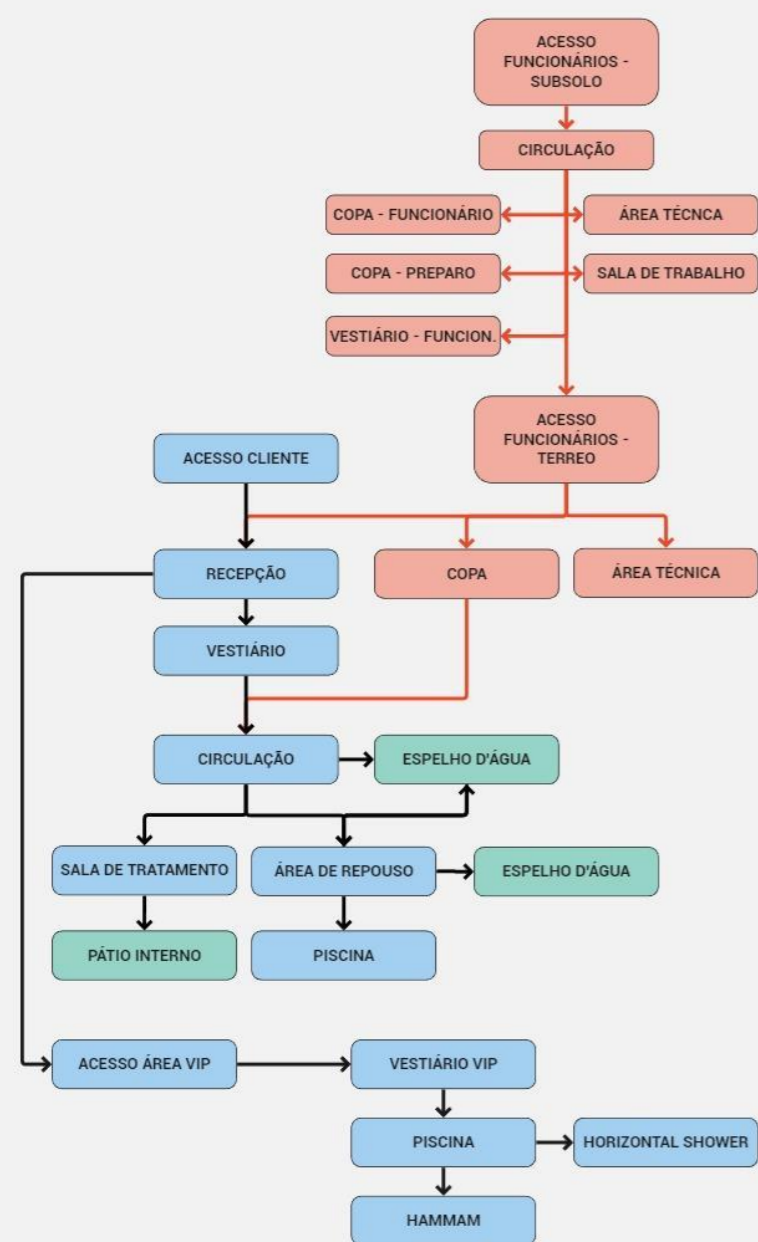 ACESSO
FUNCIONÁRIOS -
SUBSOLO
CIRCULAÇÃO
COPA - FUNCIONÁRIO
ÁREA TÉCNCA
COPA - PREPARO
SALA DE TRABALHO
VESTIÁRIO - FUNCION.
ACESSO
FUNCIONÁRIOS -
TERREO
ACESSO CLIENTE
RECEPÇÃO
COPA
ÁREA TÉCNICA
VESTIÁRIO
CIRCULAÇÃO
ESPELHO D'ÁGUA
SALA DE TRATAMENTO
ÁREA DE REPOUSO
ESPELHO D'ÁGUA
PÁTIO INTERNO
PISCINA
ACESSO ÁREA VIP
VESTIÁRIO VIP
PISCINA
HORIZONTAL SHOWER
HAMMAM